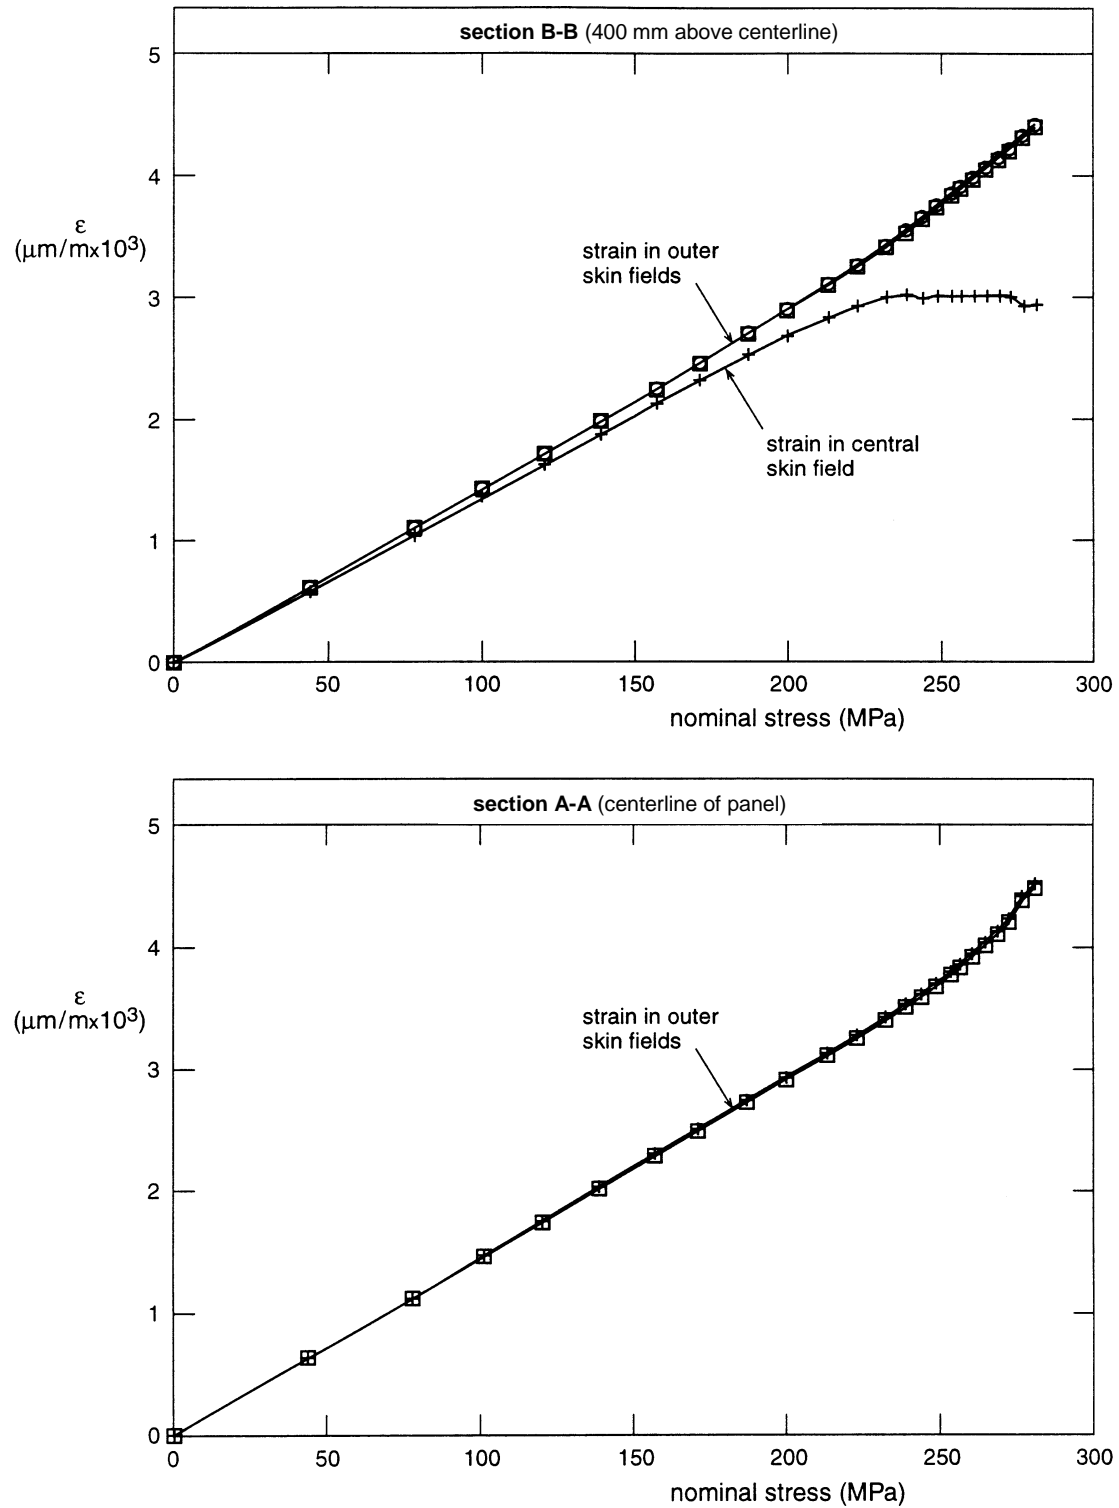 section B-B (400 mm above centerline)
5
4
ε
(μm/mx10³)
strain in outer
skin fields
3
2
strain in central
skin field
1
0
0 50 100 150 200 250 300
nominal stress (MPa)
section A-A (centerline of panel)
5
4
ε
(μm/mx10³)
strain in outer
skin fields
3
2
1
0
0 50 100 150 200 250 300
nominal stress (MPa)